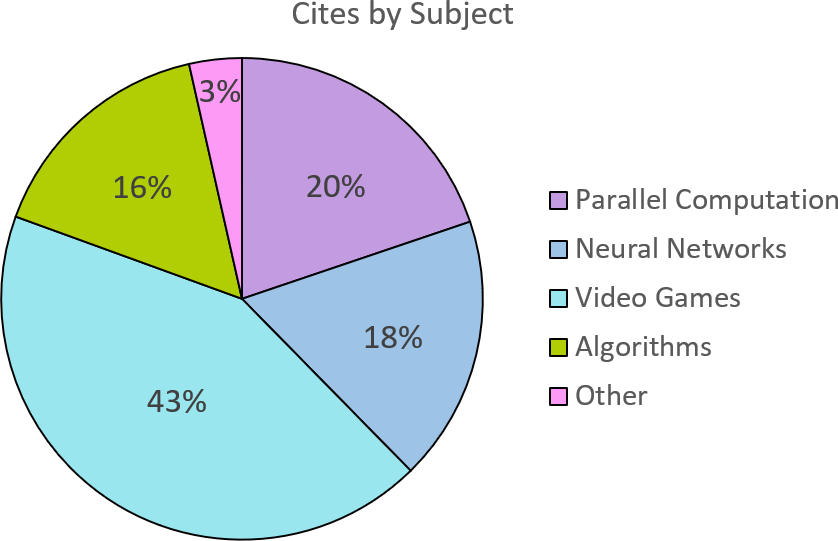 Cites by Subject
3%
16%
20%
18%
43%
Parallel Computation
Neural Networks
Video Games
Algorithms
Other